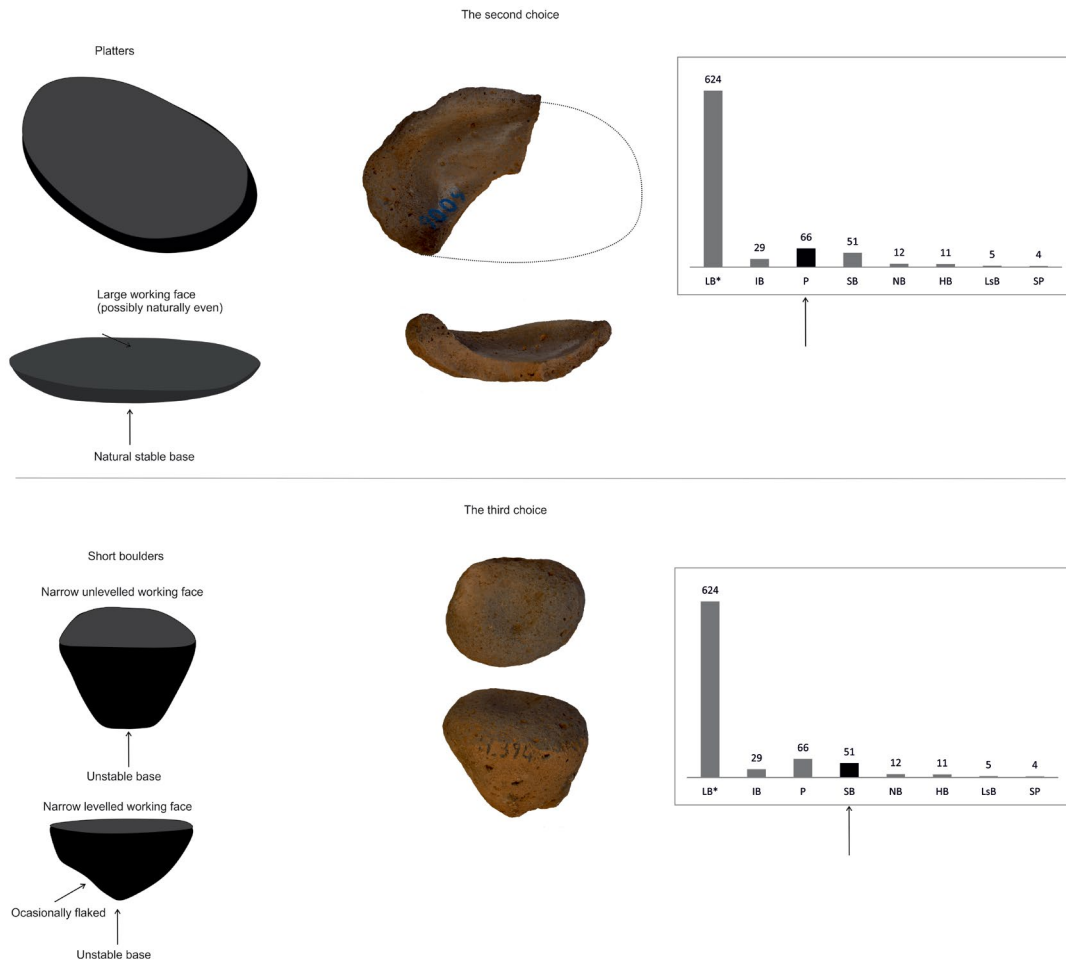 The second choice
Platters
Large working face
(possibly naturally even)
Natural stable base
624
29
66
51
12
11
5
4
LB*
IB
P
SB
NB
HB
LsB
SP
The third choice
Short boulders
Narrow unlevelled working face
Unstable base
Narrow levelled working face
Ocasionally flaked
Unstable base
1394
624
29
66
51
12
11
5
4
LB*
IB
P
SB
NB
HB
LsB
SP